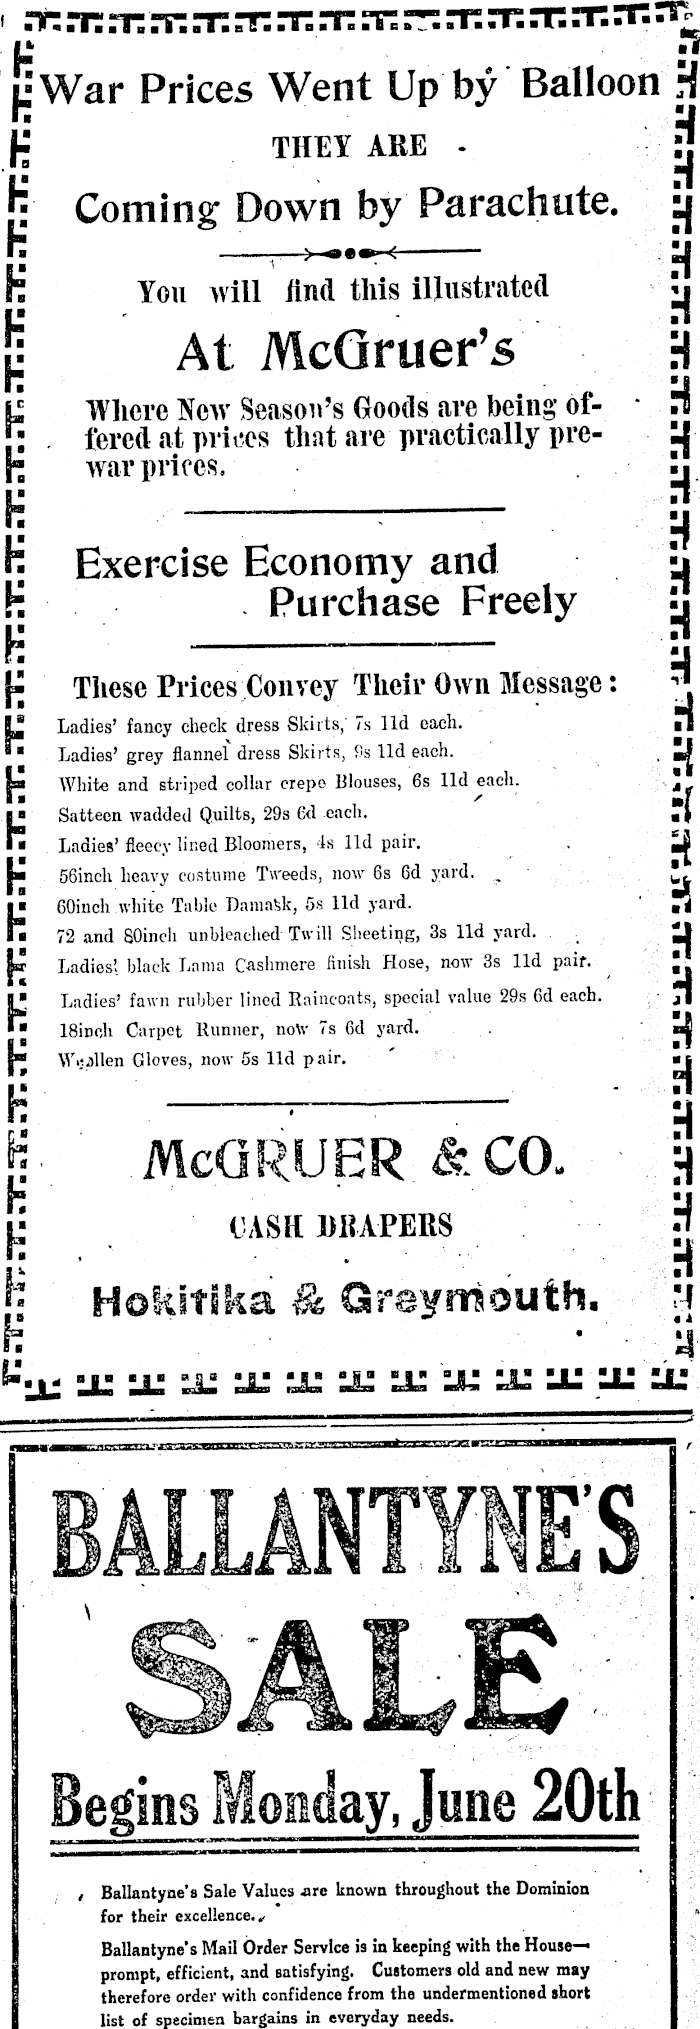 War Prices Went Up by Balloon
THEY ARE
Coming Down by Parachute.
You will find this illustrated
At McGruer's
Where New Season's Goods are being of-
fered at prices that are practically pre-
war prices.
Exercise Economy and
Purchase Freely
These Prices Convey Their Own Message:
Ladies' fancy check dress Skirts, 7s 11d each.
Ladies' grey flannel dress Skirts, 9s 11d each.
White and striped collar crepe Blouses, 6s 11d each.
Satteen wadded Quilts, 29s 6d each.
Ladies' fleecy lined Bloomers, 4s 11d pair.
56inch heavy costume Tweeds, now 6s 6d yard.
60inch white Table Damask, 5s 11d yard.
72 and 80inch unbleached Twill Sheeting, 3s 11d yard.
Ladies' black Lama Cashmere finish Hose, now 3s 11d pair.
Ladies' fawn rubber lined Raincoats, special value 29s 6d each.
18inch Carpet Runner, now 7s 6d yard.
Woollen Gloves, now 5s 11d pair.
McGRUER & CO.
CASH DRAPERS
Hokitika & Greymouth.
BALLANTYNE'S
SALE
Begins Monday, June 20th
Ballantyne's Sale Values are known throughout the Dominion
for their excellence.
Ballantyne's Mail Order Service is in keeping with the House—
prompt, efficient, and satisfying. Customers old and new may
therefore order with confidence from the undermentioned short
list of specimen bargains in everyday needs.